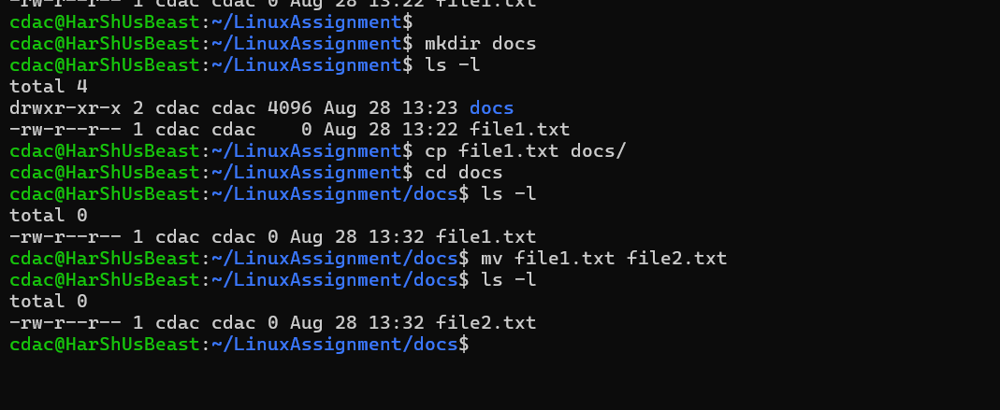 -rw-r--r-- 1 cdac cdac 0 Aug 28 13:22 file1.txt
cdac@HarShUsBeast:~/LinuxAssignment$
cdac@HarShUsBeast:~/LinuxAssignment$ mkdir docs
cdac@HarShUsBeast:~/LinuxAssignment$ ls -l
total 4
drwxr-xr-x 2 cdac cdac 4096 Aug 28 13:23 docs
-rw-r--r-- 1 cdac cdac    0 Aug 28 13:22 file1.txt
cdac@HarShUsBeast:~/LinuxAssignment$ cp file1.txt docs/
cdac@HarShUsBeast:~/LinuxAssignment$ cd docs
cdac@HarShUsBeast:~/LinuxAssignment/docs$ ls -l
total 0
-rw-r--r-- 1 cdac cdac 0 Aug 28 13:32 file1.txt
cdac@HarShUsBeast:~/LinuxAssignment/docs$ mv file1.txt file2.txt
cdac@HarShUsBeast:~/LinuxAssignment/docs$ ls -l
total 0
-rw-r--r-- 1 cdac cdac 0 Aug 28 13:32 file2.txt
cdac@HarShUsBeast:~/LinuxAssignment/docs$